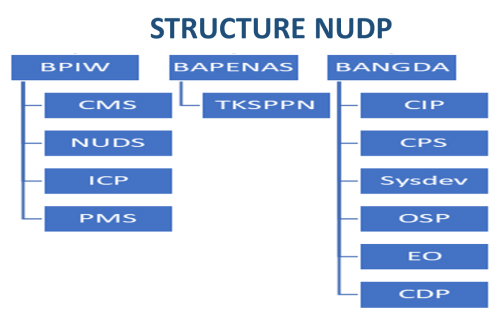 STRUCTURE NUDP
BPIW
CMS
NUDS
ICP
PMS
BAPENAS
TKSPPN
BANGDA
CIP
CPS
Sysdev
OSP
EO
CDP